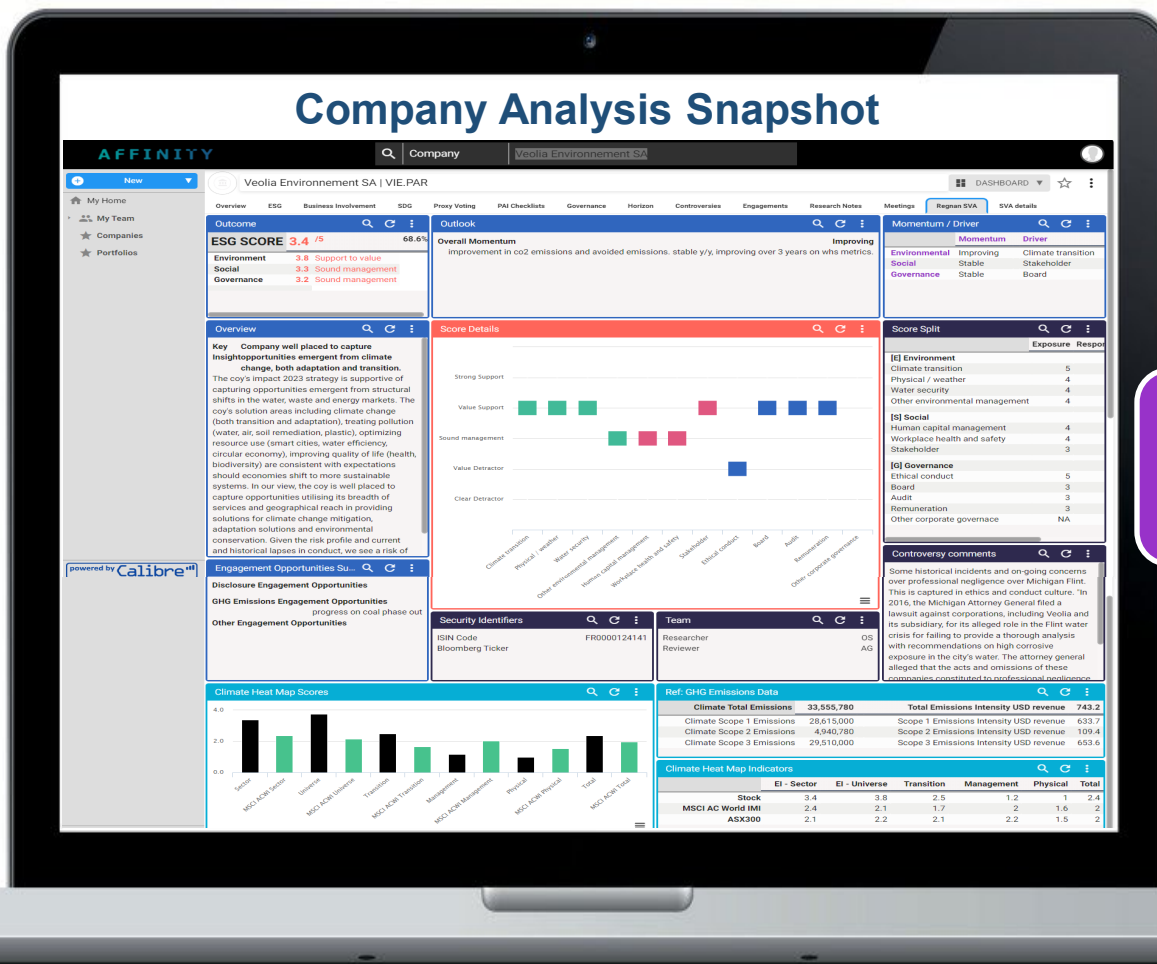 Company Analysis Snapshot
AFFINITY
Company
Veolia Environnement SA
New
My Home
My Team
Companies
Portfolios
powered by Calibre
Veolia Environnement SA | VIE.PAR
DASHBOARD
Overview ESG Business Involvement SDG Proxy Voting PAI Checklists Governance Horizon Controversies Engagements Research Notes Meetings Regnan SVA SVA details
Outcome
ESG SCORE 3.4 /5 68.6%
Environment 3.8 Support to value
Social 3.3 Sound management
Governance 3.2 Sound management
Outlook
Overall Momentum Improving
improvement in co2 emissions and avoided emissions. stable y/y, improving over 3 years on whs metrics.
Momentum / Driver
Momentum Driver
Environmental Improving Climate transition
Social Stable Stakeholder
Governance Stable Board
Overview
Key Company well placed to capture
Insight opportunities emergent from climate
change, both adaptation and transition.
The coy's impact 2023 strategy is supportive of
capturing opportunities emergent from structural
shifts in the water, waste and energy markets. The
coy's solution areas including climate change
(both transition and adaptation), treating pollution
(water, air, soil remediation, plastic), optimizing
resource use (smart cities, water efficiency,
circular economy), improving quality of life (health,
biodiversity) are consistent with expectations
should economies shift to more sustainable
systems. In our view, the coy is well placed to
capture opportunities utilising its breadth of
services and geographical reach in providing
solutions for climate change mitigation,
adaptation solutions and environmental
conservation. Given the risk profile and current
and historical lapses in conduct, we see a risk of
Score Details
Strong Support
Value Support
Sound management
Value Detractor
Clear Detractor
Climate transition
Physical / weather
Water security
Other environmental management
Human capital management
Workplace health and safety
Stakeholder
Ethical conduct
Board
Audit
Remuneration
Other corporate governance
Score Split
Exposure Respor
[E] Environment
Climate transition 5
Physical / weather 4
Water security 4
Other environmental management 4
[S] Social
Human capital management 4
Workplace health and safety 4
Stakeholder 3
[G] Governance
Ethical conduct 5
Board 3
Audit 3
Remuneration 3
Other corporate governace NA
Engagement Opportunities Su...
Disclosure Engagement Opportunities
GHG Emissions Engagement Opportunities
progress on coal phase out
Other Engagement Opportunities
Security Identifiers
ISIN Code FR0000124141
Bloomberg Ticker
Team
Researcher OS
Reviewer AG
Controversy comments
Some historical incidents and on-going concerns
over professional negligence over Michigan Flint.
This is captured in ethics and conduct culture. "In
2016, the Michigan Attorney General filed a
lawsuit against corporations, including Veolia and
its subsidiary, for its alleged role in the Flint water
crisis for failing to provide a thorough analysis
with recommendations on high corrosive
exposure in the city's water. The attorney general
alleged that the acts and omissions of these
companies constituted to professional negligence
Climate Heat Map Scores
4.0
2.0
0.0
Sector
MSCI ACWI Sector
Universe
MSCI ACWI Universe
Transition
MSCI ACWI Transition
Management
MSCI ACWI Management
Physical
MSCI ACWI Physical
Total
MSCI ACWI Total
Ref: GHG Emissions Data
Climate Total Emissions 33,555,780 Total Emissions Intensity USD revenue 743.2
Climate Scope 1 Emissions 28,615,000 Scope 1 Emissions Intensity USD revenue 633.7
Climate Scope 2 Emissions 4,940,780 Scope 2 Emissions Intensity USD revenue 109.4
Climate Scope 3 Emissions 29,510,000 Scope 3 Emissions Intensity USD revenue 653.6
Climate Heat Map Indicators
EI - Sector EI - Universe Transition Management Physical Total
Stock 3.4 3.8 2.5 1.2 1 2.4
MSCI AC World IMI 2.4 2.1 1.7 2 1.6 2
ASX300 2.1 2.2 2.1 2.2 1.5 2